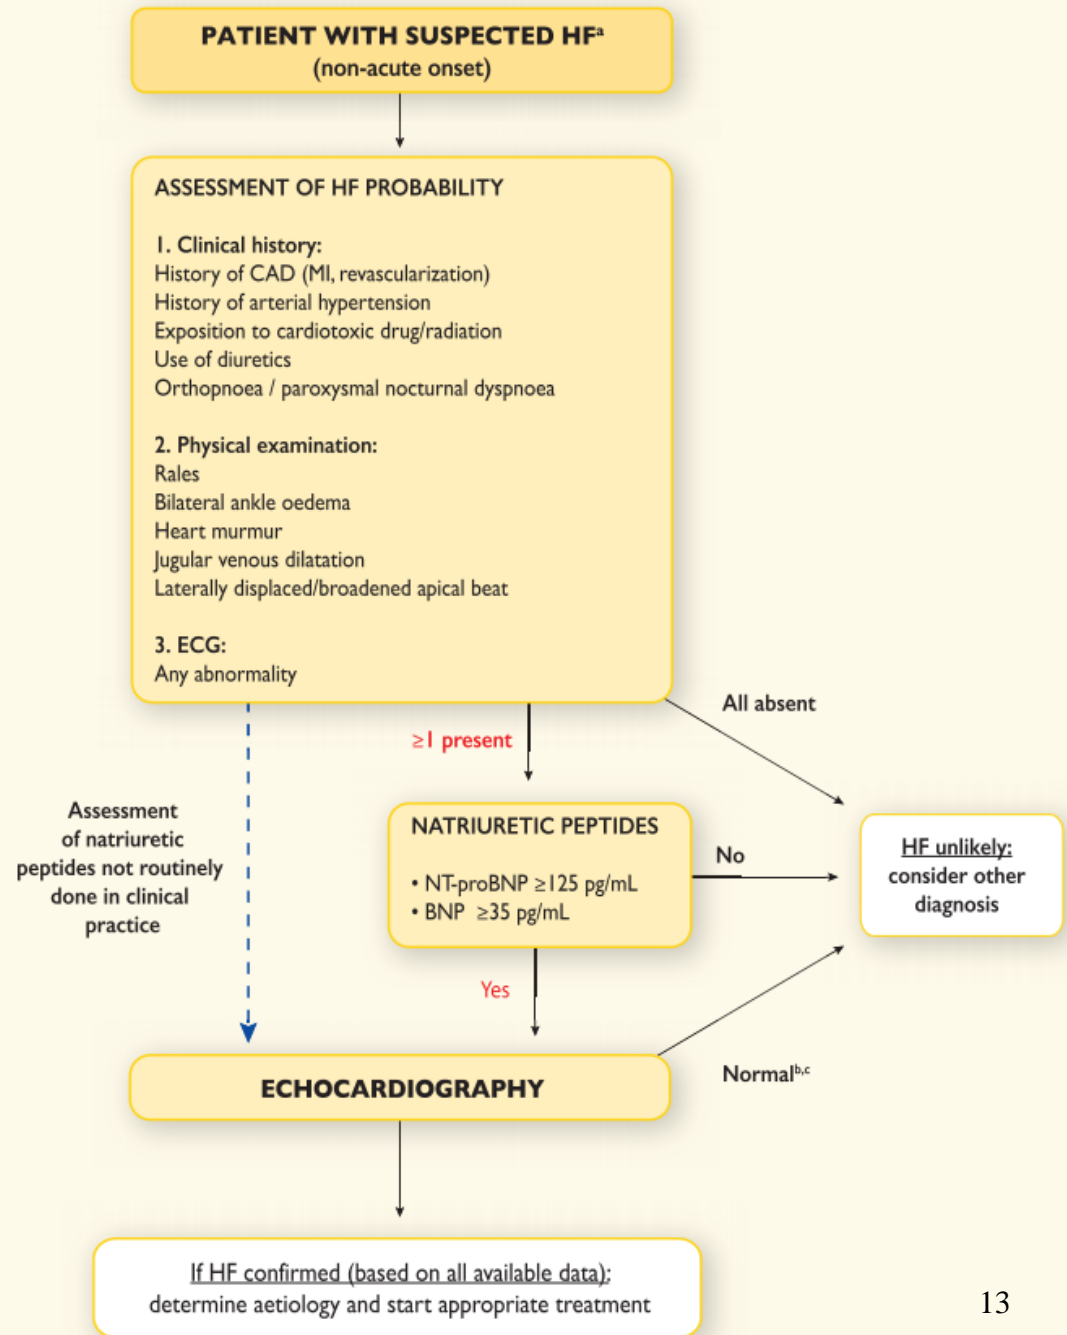 PATIENT WITH SUSPECTED HFᵃ
(non-acute onset)
ASSESSMENT OF HF PROBABILITY
1. Clinical history:
History of CAD (MI, revascularization)
History of arterial hypertension
Exposition to cardiotoxic drug/radiation
Use of diuretics
Orthopnoea / paroxysmal nocturnal dyspnoea
2. Physical examination:
Rales
Bilateral ankle oedema
Heart murmur
Jugular venous dilatation
Laterally displaced/broadened apical beat
3. ECG:
Any abnormality
All absent
≥1 present
Assessment
of natriuretic
peptides not routinely
done in clinical
practice
NATRIURETIC PEPTIDES
• NT-proBNP ≥125 pg/mL
• BNP ≥35 pg/mL
No
HF unlikely:
consider other
diagnosis
Yes
Normalᵇ,ᶜ
ECHOCARDIOGRAPHY
If HF confirmed (based on all available data):
determine aetiology and start appropriate treatment
13